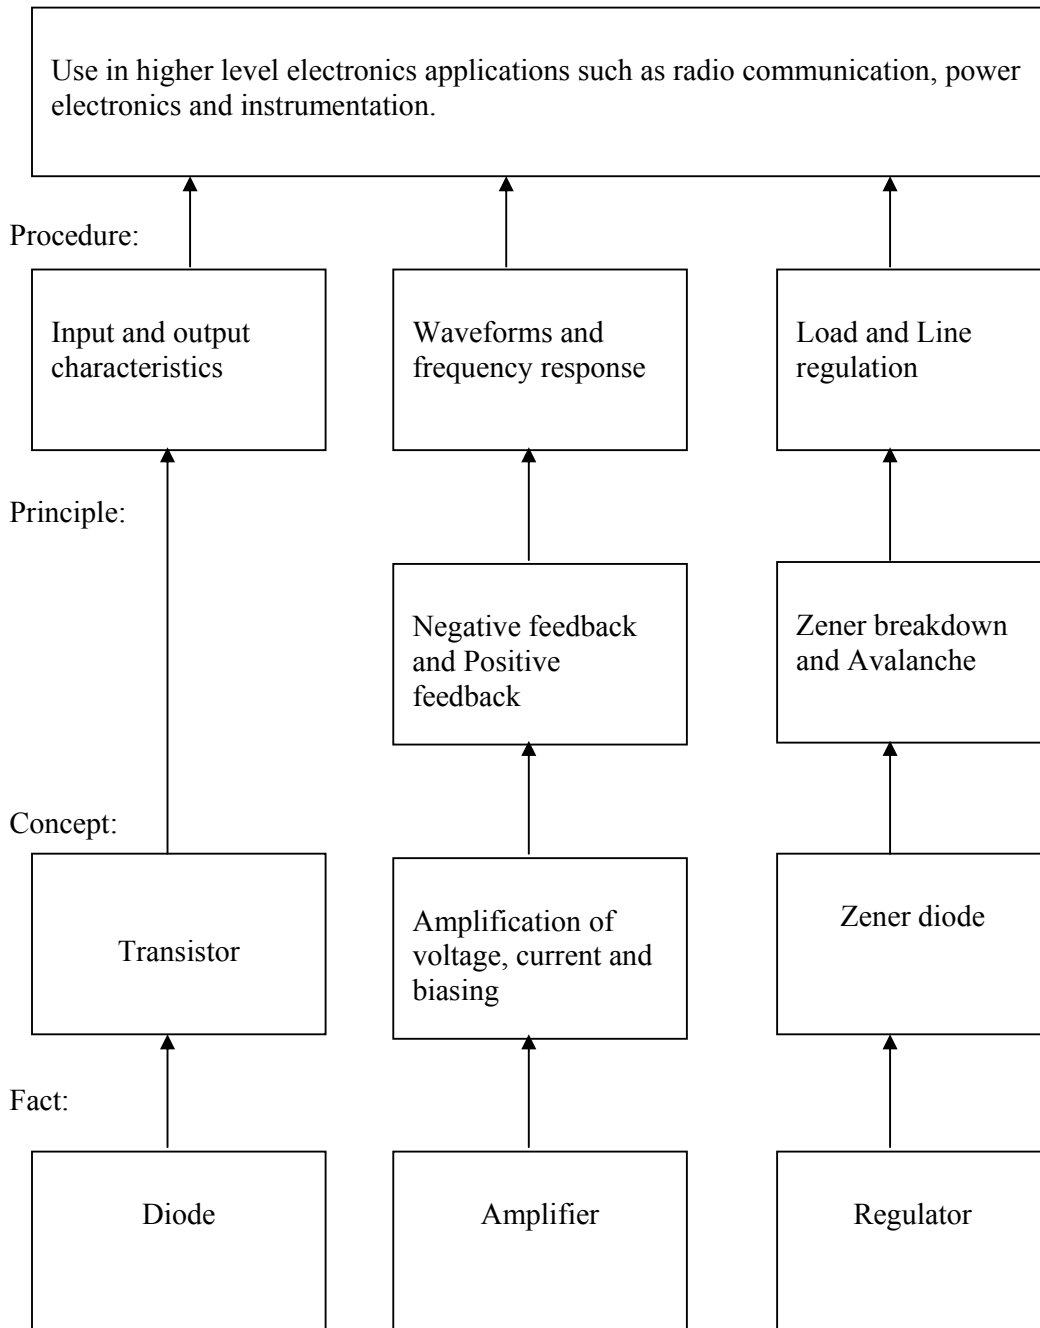 Use in higher level electronics applications such as radio communication, power
electronics and instrumentation.
Procedure:
Input and output
characteristics
Waveforms and
frequency response
Load and Line
regulation
Principle:
Negative feedback
and Positive
feedback
Zener breakdown
and Avalanche
Concept:
Transistor
Amplification of
voltage, current and
biasing
Zener diode
Fact:
Diode
Amplifier
Regulator